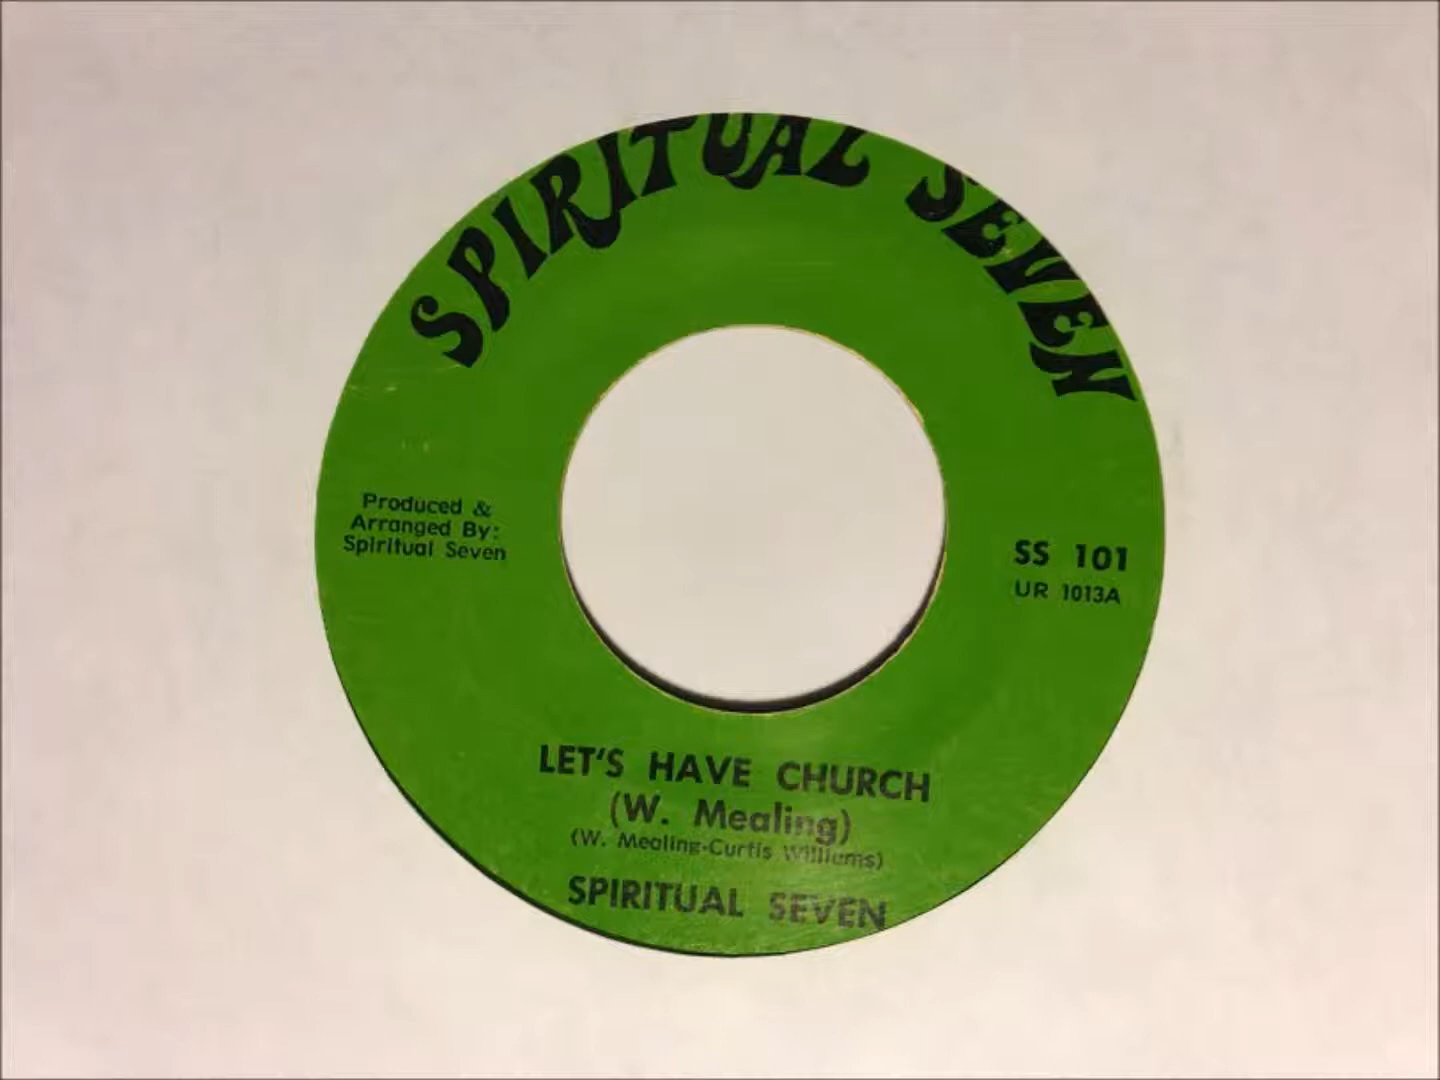 SPIRITUAL SEVEN
Produced &
Arranged By:
Spiritual Seven
SS 101
UR 1013A
LET'S HAVE CHURCH
(W. Mealing)
(W. Mealing-Curtis Williams)
SPIRITUAL SEVEN